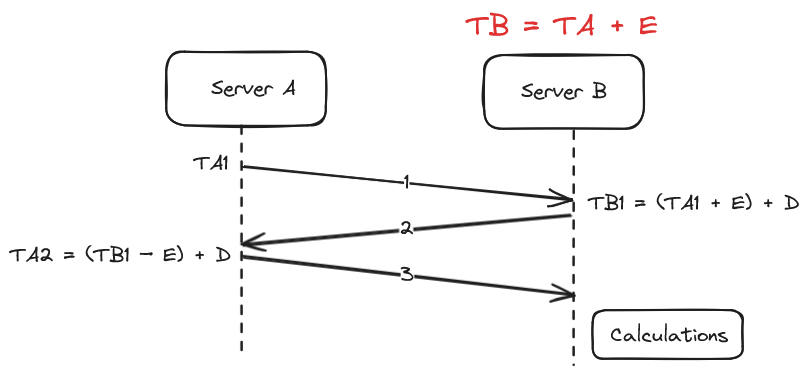 TB = TA + E
Server A
Server B
TA1
1
TB1 = (TA1 + E) + D
2
TA2 = (TB1 - E) + D
3
Calculations